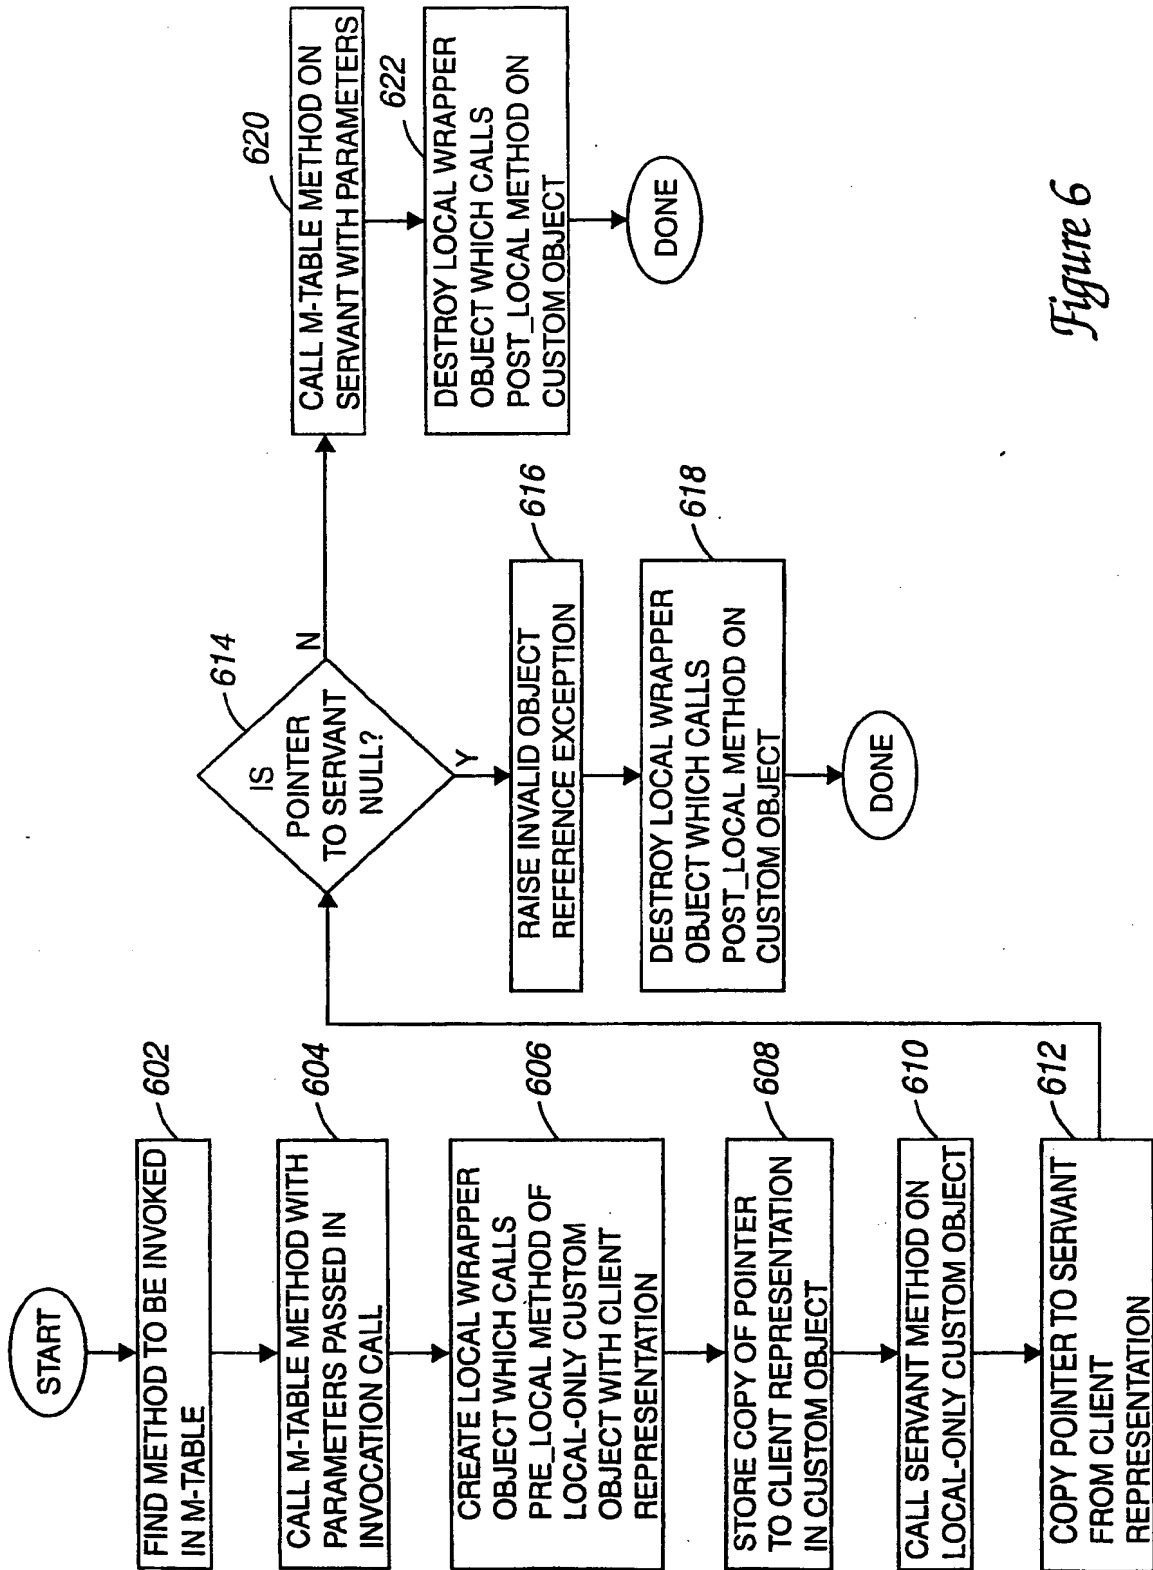 START
602
FIND METHOD TO BE INVOKED
IN M-TABLE
604
CALL M-TABLE METHOD WITH
PARAMETERS PASSED IN
INVOCATION CALL
606
CREATE LOCAL WRAPPER
OBJECT WHICH CALLS
PRE_LOCAL METHOD OF
LOCAL-ONLY CUSTOM
OBJECT WITH CLIENT
REPRESENTATION
608
STORE COPY OF POINTER
TO CLIENT REPRESENTATION
IN CUSTOM OBJECT
610
CALL SERVANT METHOD ON
LOCAL-ONLY CUSTOM OBJECT
612
COPY POINTER TO SERVANT
FROM CLIENT
REPRESENTATION
614
IS
POINTER
TO SERVANT
NULL?
Y
N
616
RAISE INVALID OBJECT
REFERENCE EXCEPTION
618
DESTROY LOCAL WRAPPER
OBJECT WHICH CALLS
POST_LOCAL METHOD ON
CUSTOM OBJECT
DONE
620
CALL M-TABLE METHOD ON
SERVANT WITH PARAMETERS
622
DESTROY LOCAL WRAPPER
OBJECT WHICH CALLS
POST_LOCAL METHOD ON
CUSTOM OBJECT
DONE
Figure 6